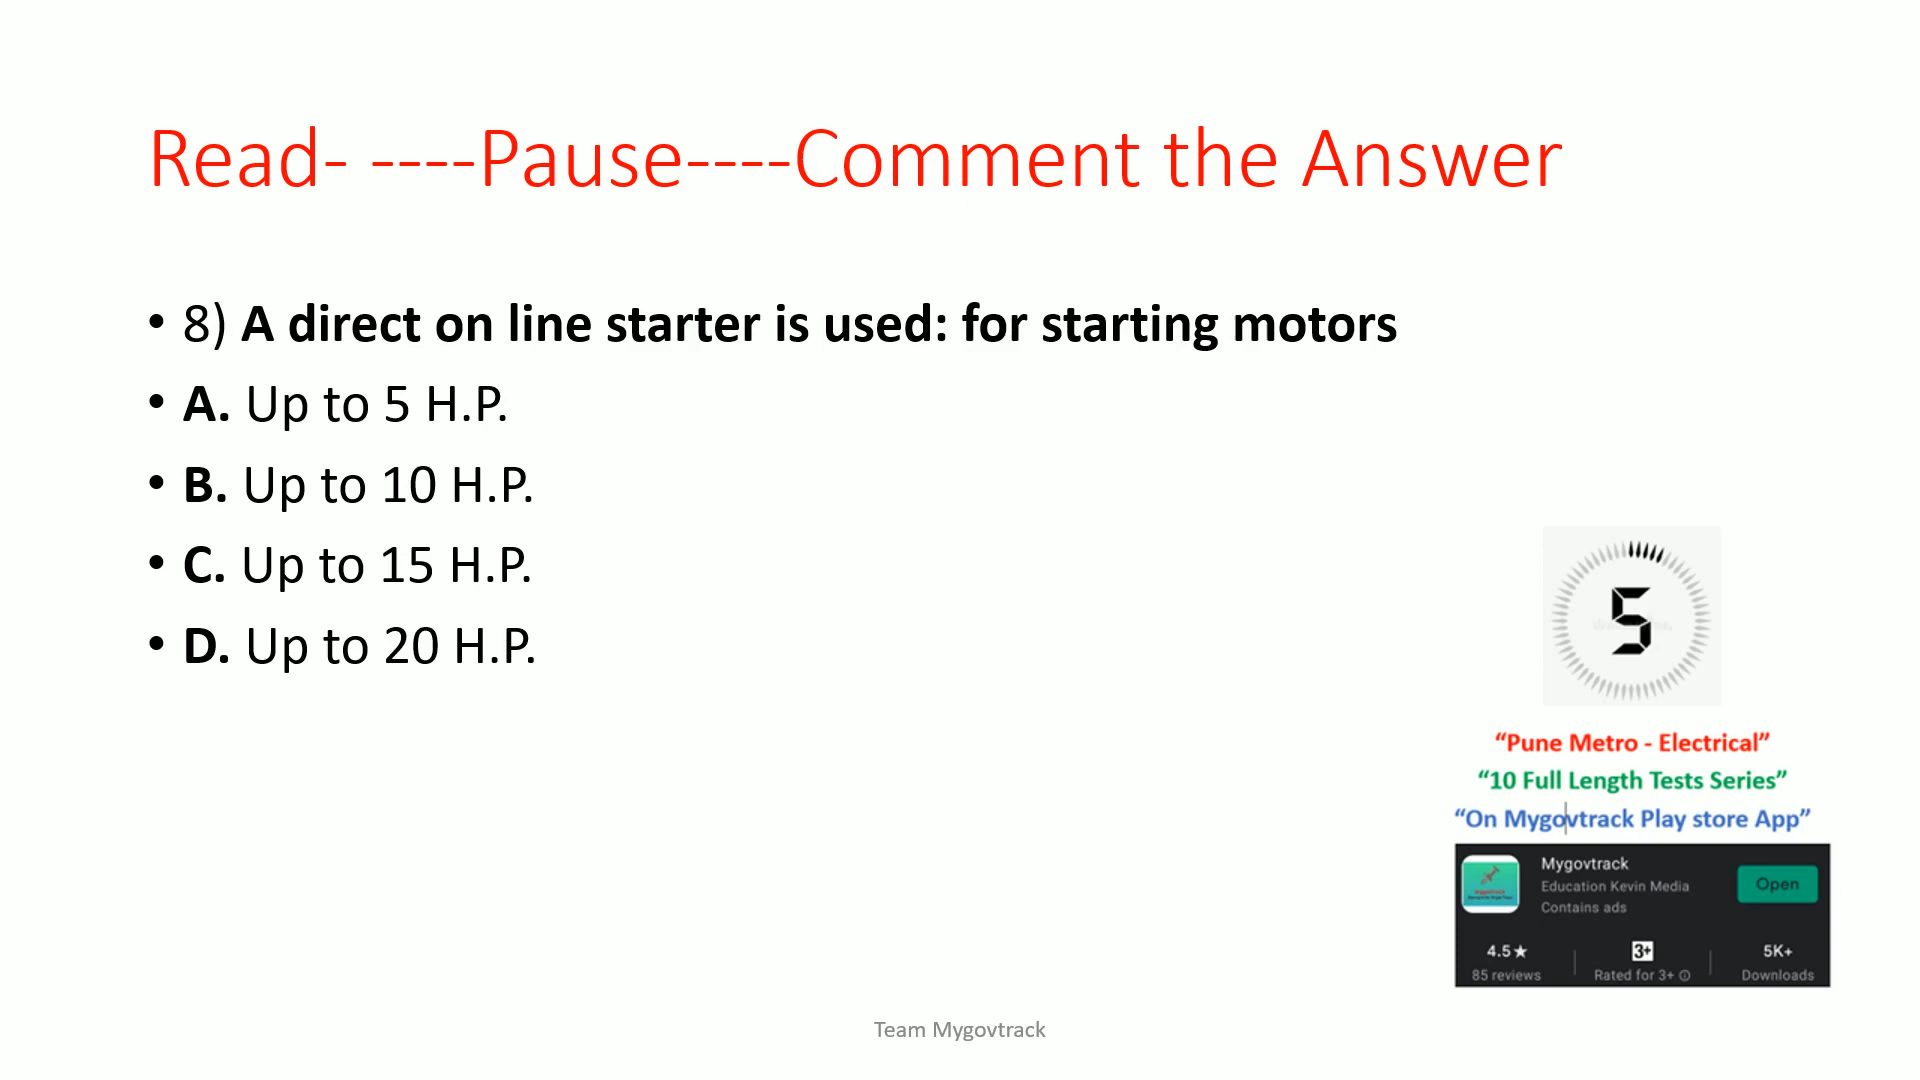 Read- ----Pause----Comment the Answer
• 8) A direct on line starter is used: for starting motors
• A. Up to 5 H.P.
• B. Up to 10 H.P.
• C. Up to 15 H.P.
• D. Up to 20 H.P.
5
“Pune Metro - Electrical”
“10 Full Length Tests Series”
“On Mygovtrack Play store App”
Mygovtrack
Education Kevin Media
Contains ads
Open
4.5★ 3+ 5K+
85 reviews Rated for 3+ Downloads
Team Mygovtrack